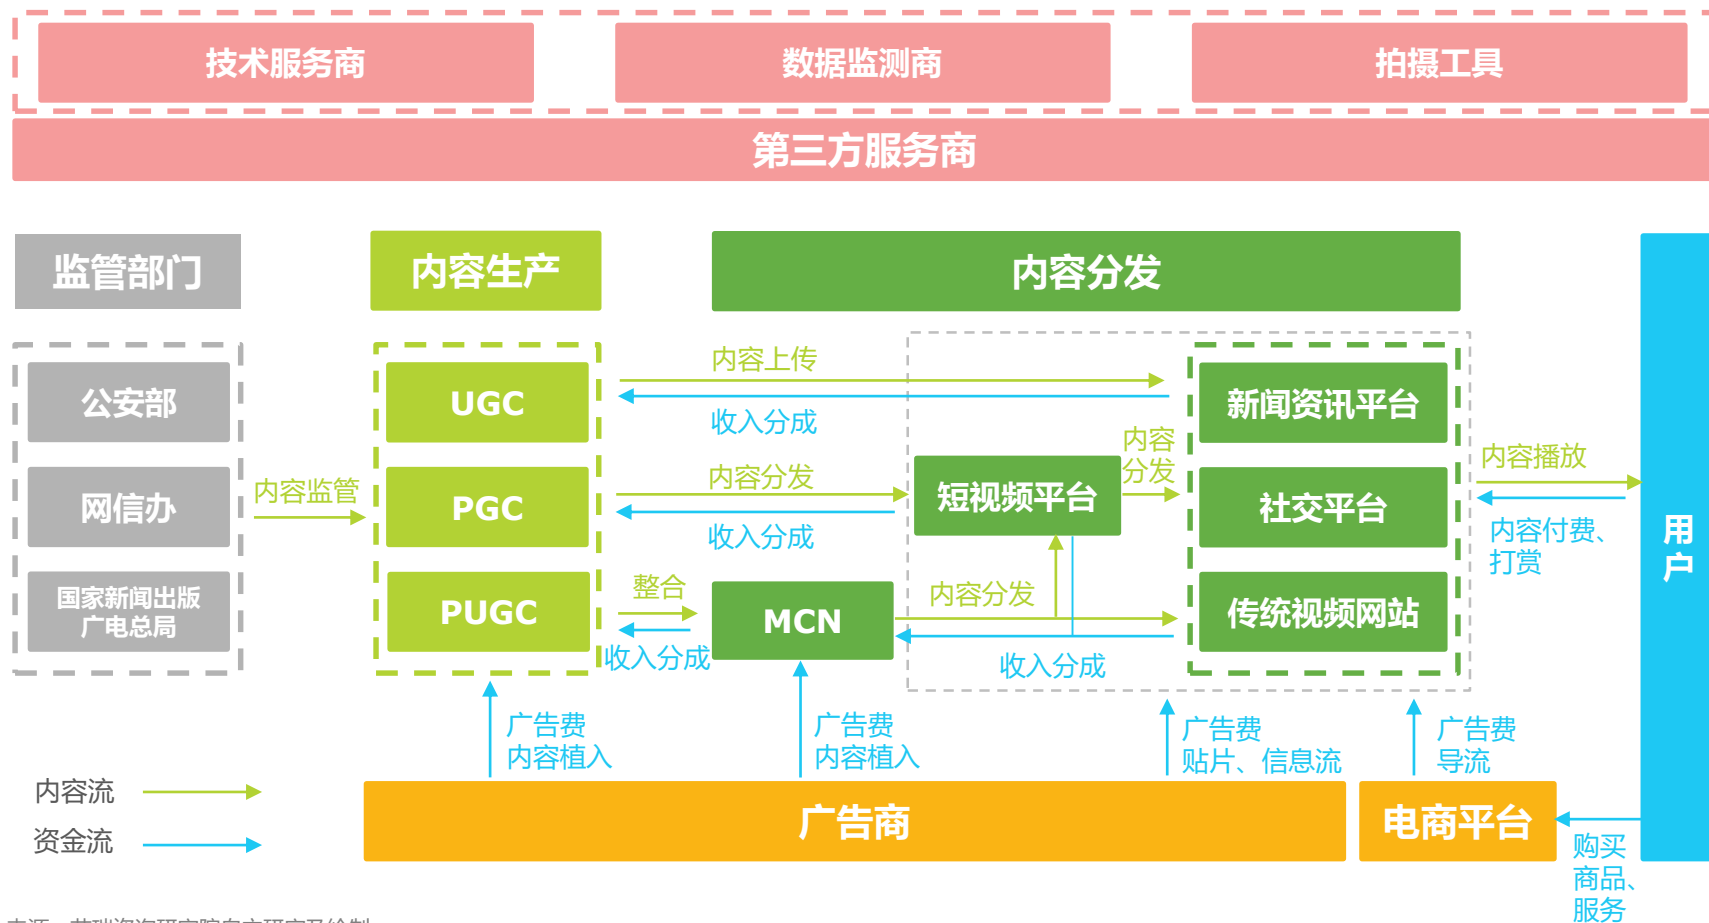 技术服务商
数据监测商
拍摄工具
第三方服务商
监管部门
内容生产
内容分发
公安部
网信办
国家新闻出版
广电总局
内容监管
UGC
PGC
PUGC
内容上传
收入分成
内容分发
收入分成
整合
收入分成
MCN
短视频平台
内容
分发
内容分发
收入分成
新闻资讯平台
社交平台
传统视频网站
内容播放
内容付费、
打赏
用
户
广告费
内容植入
广告费
内容植入
广告费
贴片、信息流
广告费
导流
内容流
资金流
广告商
电商平台
购买
商品、
服务